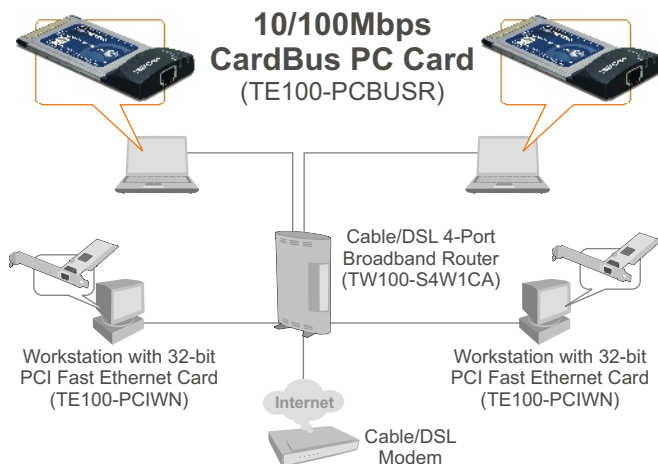 10/100Mbps
CardBus PC Card
(TE100-PCBUSR)
Cable/DSL 4-Port
Broadband Router
(TW100-S4W1CA)
Workstation with 32-bit
PCI Fast Ethernet Card
(TE100-PCIWN)
Workstation with 32-bit
PCI Fast Ethernet Card
(TE100-PCIWN)
Internet
Cable/DSL
Modem